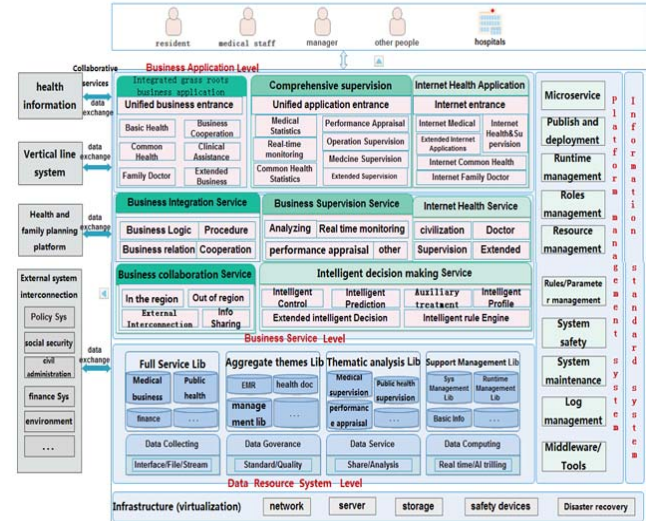 resident
medical staff
manager
other people
hospitals
Business Application Level
Collaborative
services
data
exchange
health
information
Vertical line
system
data
exchange
Health and
family planning
platform
data
exchange
External system
interconnection
Policy Sys
social security
civil
administration
finance Sys
environment
...
data
exchange
Integrated grass roots
business application
Unified business entrance
Basic Health
Business
Cooperation
Common
Health
Clinical
Assistance
Family Doctor
Extended
Business
Comprehensive supervision
Unified application entrance
Medical
Statistics
Performance Appraisal
Real-time
monitoring
Operation Supervision
Medcine Supervision
Common Health
Statistics
Extended Supervision
Internet Health Application
Internet entrance
Internet Medical
Internet
Health&Su
pervision
Extended Internet
Applications
Internet Common Health
Internet Family Doctor
Business Integration Service
Business Logic
Procedure
Business relation
Cooperation
Business Supervision Service
Analyzing
Real time monitoring
performance appraisal
other
Internet Health Service
civilization
Doctor
Supervision
Extended
Business collaboration Service
In the region
Out of region
External
Interconnection
Info
Sharing
Intelligent decision making Service
Intelligent
Control
Intelligent
Prediction
Auxiliary
treatment
Intelligent
Profile
Extended intelligent Decision
Intelligent rule Engine
Business Service Level
Full Service Lib
Medical
business
Public
health
finance
...
Aggregate themes Lib
EMR
health doc
manage
ment lib
...
Thematic analysis Lib
Medical
supervision
Public health
supervision
performanc
e appraisal
...
Support Management Lib
Sys
Management
Lib
Runtime
Management
Lib
Basic Info
...
Data Collecting
Interface/File/Stream
Data Goverance
Standard/Quality
Data Service
Share/Analysis
Data Computing
Real time/AI trilling
Data Resource System Level
Infrastructure (virtualization)
network
server
storage
safety devices
Disaster recovery
Microservice
Publish and
deployment
Runtime
management
Roles
management
Resource
management
Rules/Paramete
r management
System
safety
System
maintenance
Log
management
Middleware/
Tools
Platform management system
Information standard system